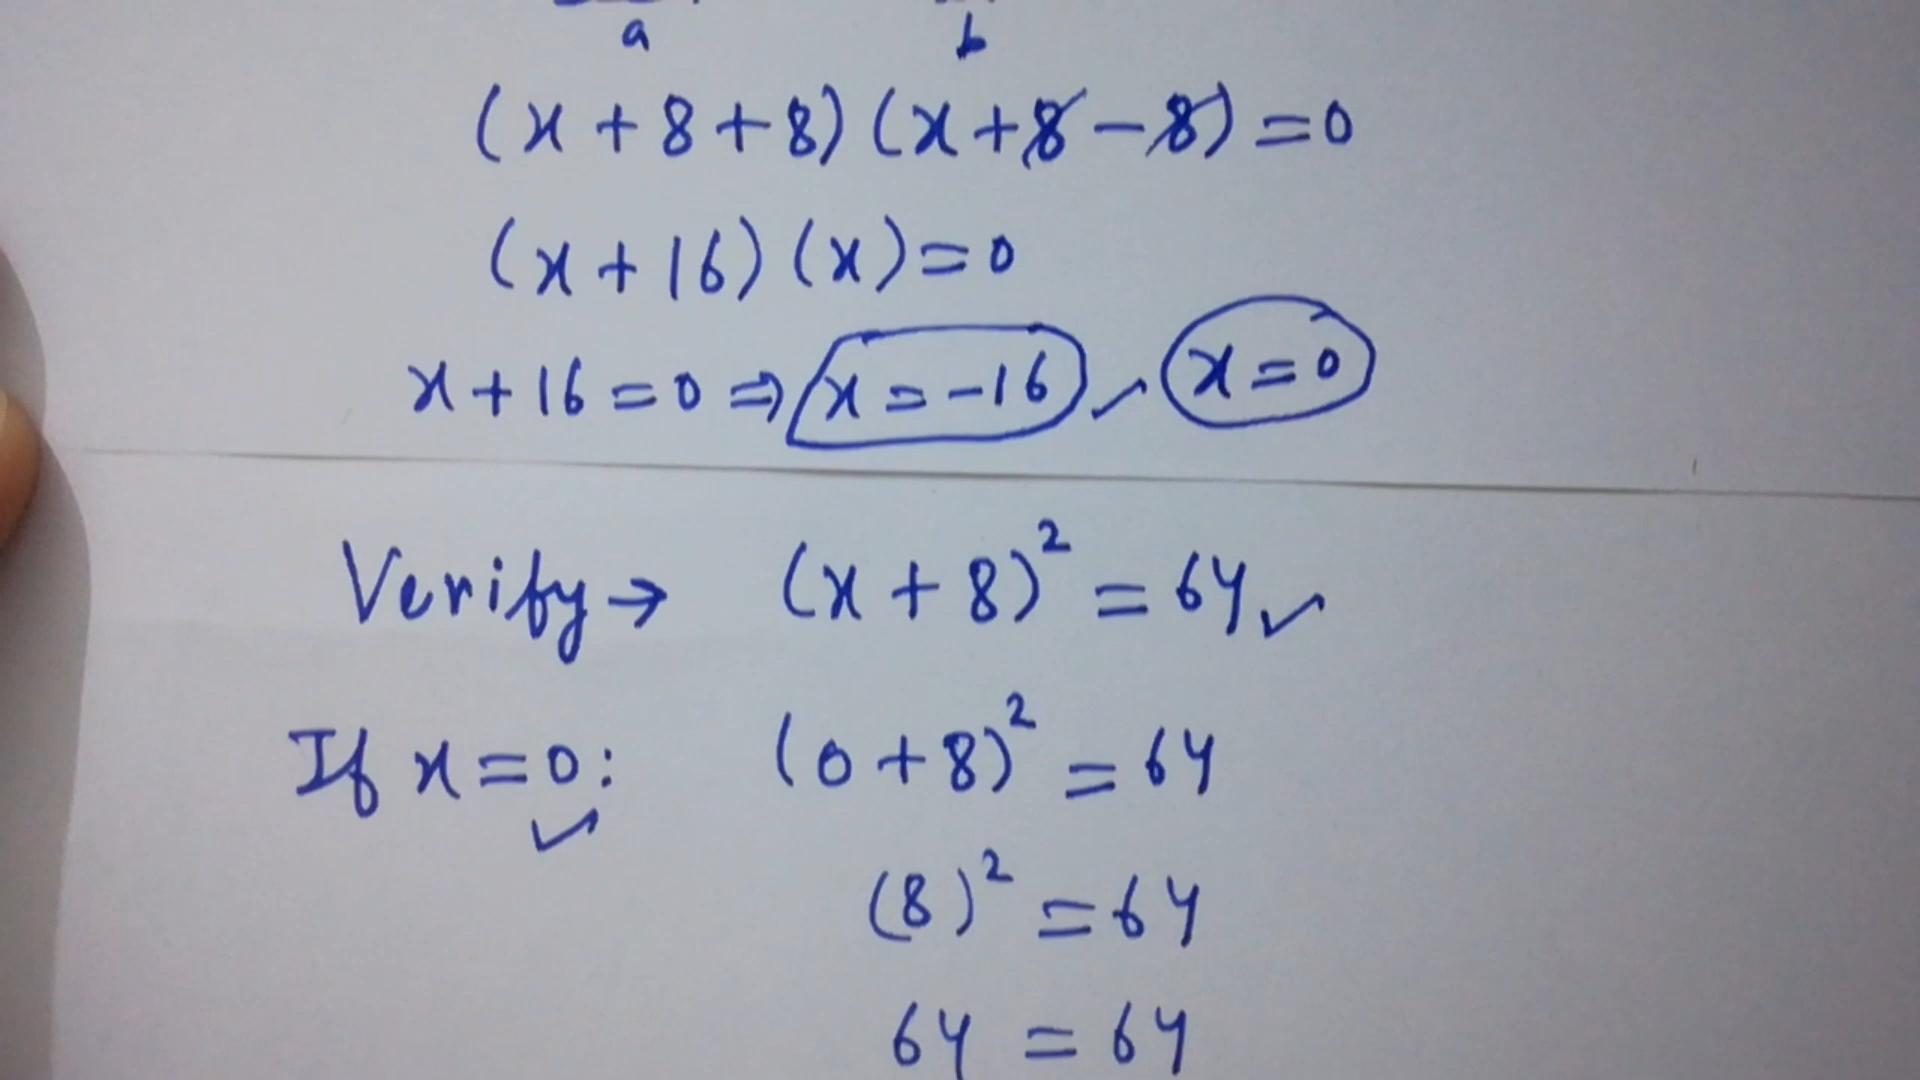 a b
(x + 8 + 8) (x + 8 - 8) = 0
(x + 16) (x) = 0
x + 16 = 0 ⇒ x = -16 ✓ x = 0
Verify → (x + 8)² = 64 ✓
If x = 0: ✓ (0 + 8)² = 64
(8)² = 64
64 = 64